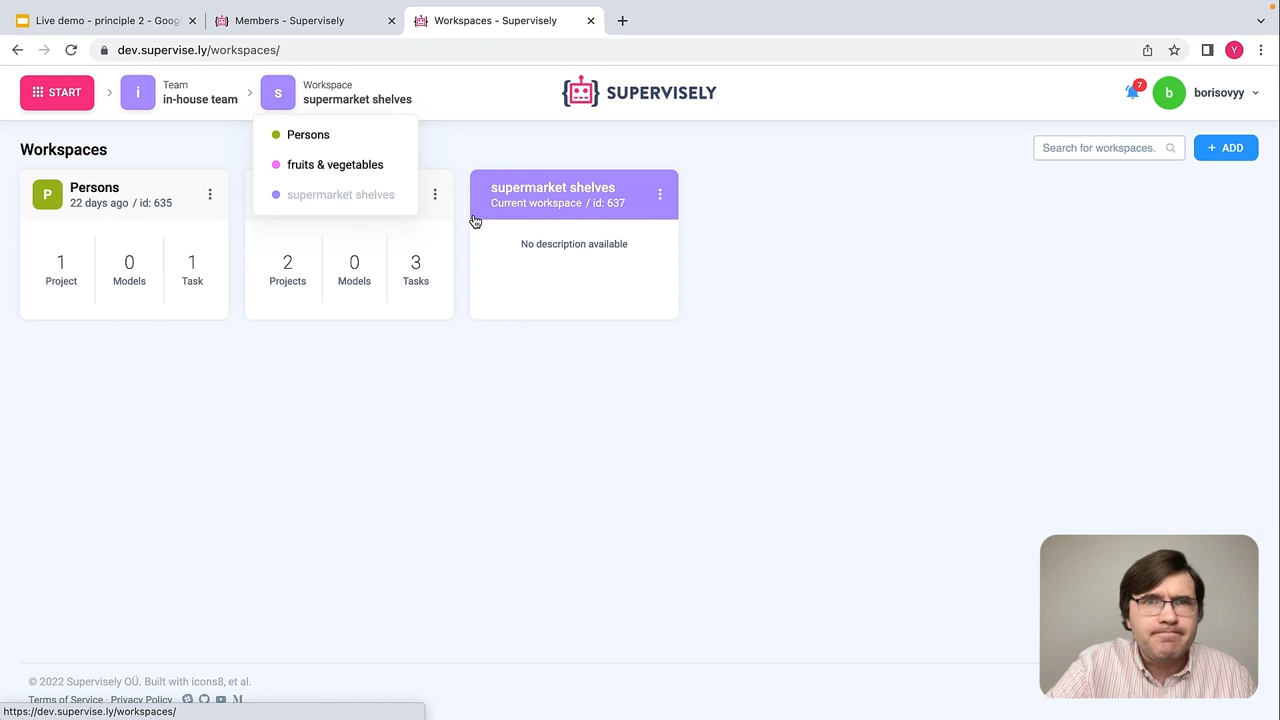 Live demo - principle 2 - Goog
Members - Supervisely
Workspaces - Supervisely
dev.supervise.ly/workspaces/
Y
START
i
Team
in-house team
s
Workspace
supermarket shelves
SUPERVISELY
7
b
borisovyy
Persons
fruits & vegetables
supermarket shelves
Workspaces
Search for workspaces.
+ ADD
P
Persons
22 days ago / id: 635
1
Project
0
Models
1
Task
2
Projects
0
Models
3
Tasks
supermarket shelves
Current workspace / id: 637
No description available
© 2022 Supervisely OÜ. Built with icons8, et al.
Terms of Service · Privacy Policy
https://dev.supervise.ly/workspaces/